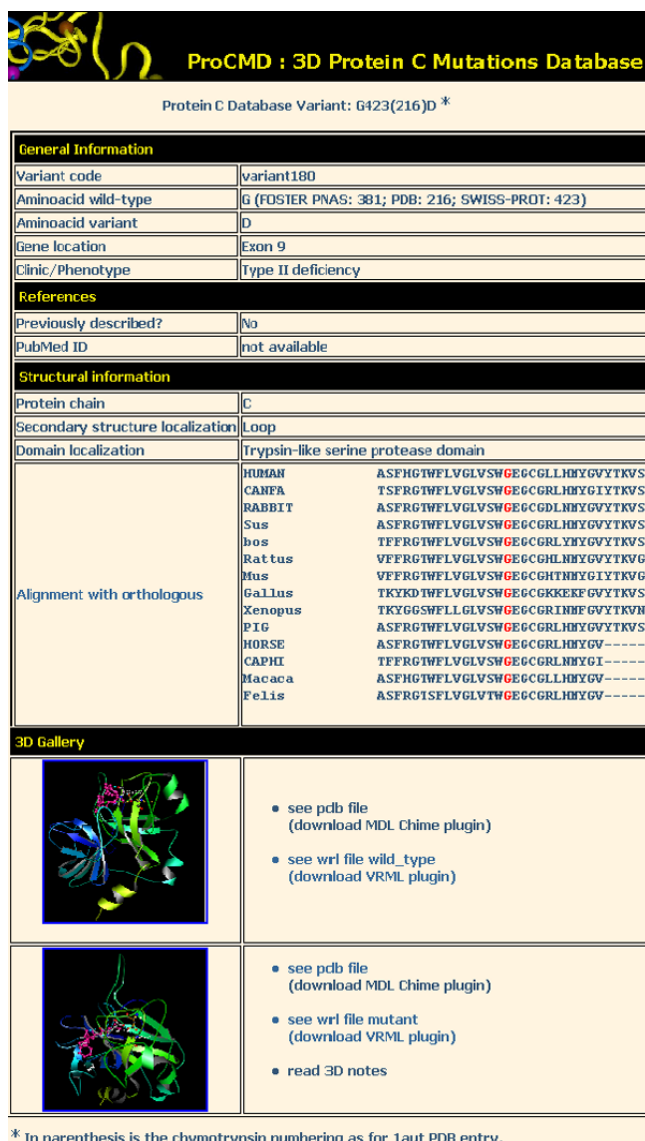 ProCMD : 3D Protein C Mutations Database
Protein C Database Variant: G423(216)D *
General Information
Variant code variant180
Aminoacid wild-type G (FOSTER PNAS: 381; PDB: 216; SWISS-PROT: 423)
Aminoacid variant D
Gene location Exon 9
Clinic/Phenotype Type II deficiency
References
Previously described? No
PubMed ID not available
Structural information
Protein chain C
Secondary structure localization Loop
Domain localization Trypsin-like serine protease domain
Alignment with orthologous
HUMAN ASFHGTWFLVGLVSWGEGCGLLHNYGVYTKVS
CANFA TSFRGTWFLVGLVSWGEGCGRLHNYGIYTKVS
RABBIT ASFRGTWFLVGLVSWGEGCGDLNNYGVYTKVS
Sus ASFRGTWFLVGLVSWGEGCGRLHNYGVYTKVS
bos TFFRGTWFLVGLVSWGEGCGRLYNYGVYTKVS
Rattus VFFRGTWFLVGLVSWGEGCGHLNNYGVYTKVG
Mus VFFRGTWFLVGLVSWGEGCGHTNNYGIYTKVG
Gallus TKYKDTWFLVGLVSWGEGCGKKEKFGVYTKVS
Xenopus TKYGGSWFLLGLVSWGEGCGRINMFGVYTKVN
PIG ASFRGTWFLVGLVSWGEGCGRLHNYGVYTKVS
HORSE ASFRGTWFLVGLVSWGEGCGRLHNYGV-----
CAPHI TFFRGTWFLVGLVSWGEGCGRLNNYGI-----
Macaca ASFHGTWFLVGLVSWGEGCGLLHNYGV-----
Felis ASFRGTSFLVGLVTWGEGCGRLHNYGV-----
3D Gallery
• see pdb file
(download MDL Chime plugin)
• see wrl file wild_type
(download VRML plugin)
• see pdb file
(download MDL Chime plugin)
• see wrl file mutant
(download VRML plugin)
• read 3D notes
* In parenthesis is the chymotrypsin numbering as for 1aut PDB entry.